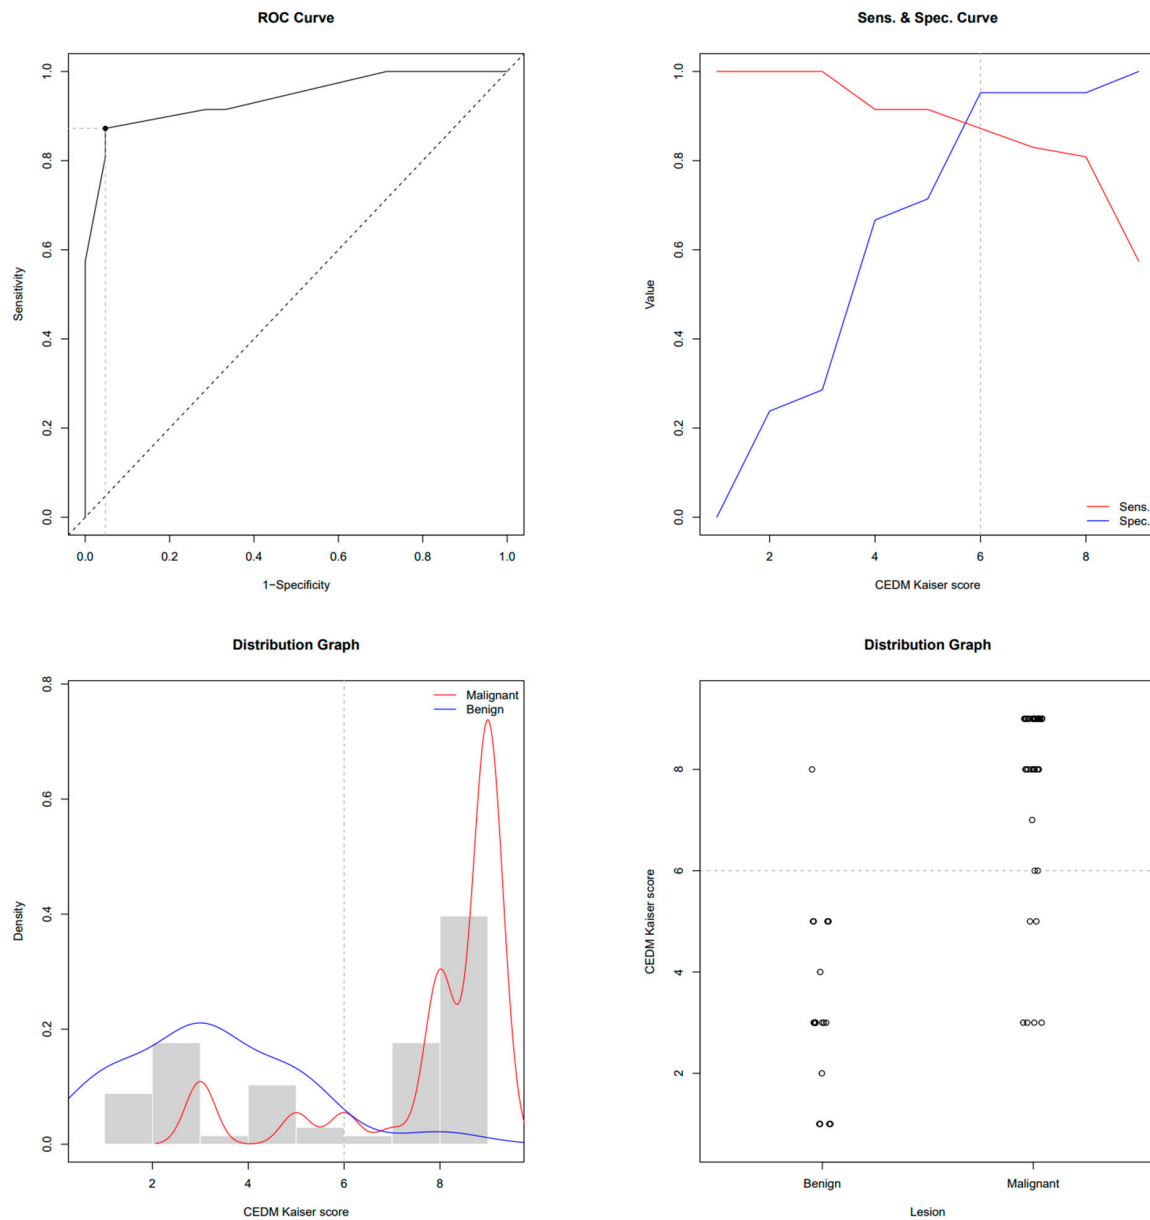 ROC Curve
Sensitivity
0.0 0.2 0.4 0.6 0.8 1.0
0.0 0.2 0.4 0.6 0.8 1.0
1−Specificity
Sens. & Spec. Curve
Value
0.0 0.2 0.4 0.6 0.8 1.0
Sens.
Spec.
2 4 6 8
CEDM Kaiser score
Distribution Graph
Density
0.0 0.2 0.4 0.6 0.8
Malignant
Benign
2 4 6 8
CEDM Kaiser score
Distribution Graph
CEDM Kaiser score
2 4 6 8
Benign Malignant
Lesion